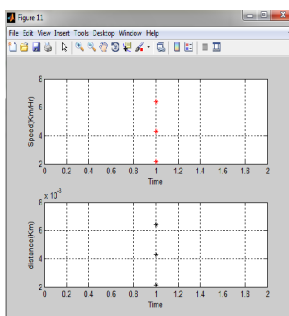 Figure 11
File Edit View Insert Tools Desktop Window Help
8
6
4
2
Speed(Km/Hr)
0 0.2 0.4 0.6 0.8 1 1.2 1.4 1.6 1.8 2
Time
x 10^-3
8
6
4
2
distance(Km)
0 0.2 0.4 0.6 0.8 1 1.2 1.4 1.6 1.8 2
Time